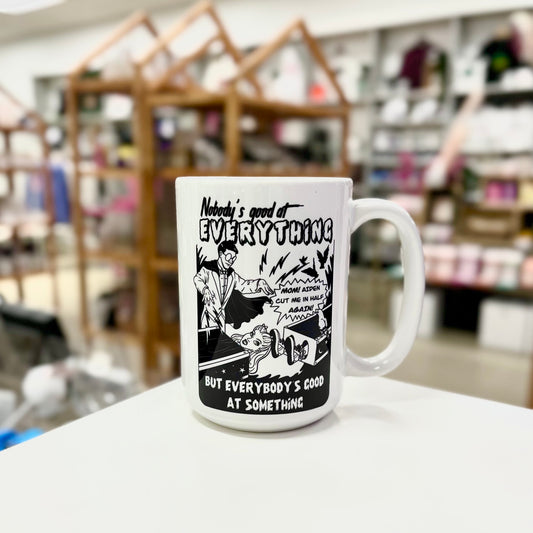 Nobody's good at
EVERYTHING
MOM! AIDEN
CUT ME IN HALF
AGAIN!
BUT EVERYBODY'S GOOD
AT SOMETHING